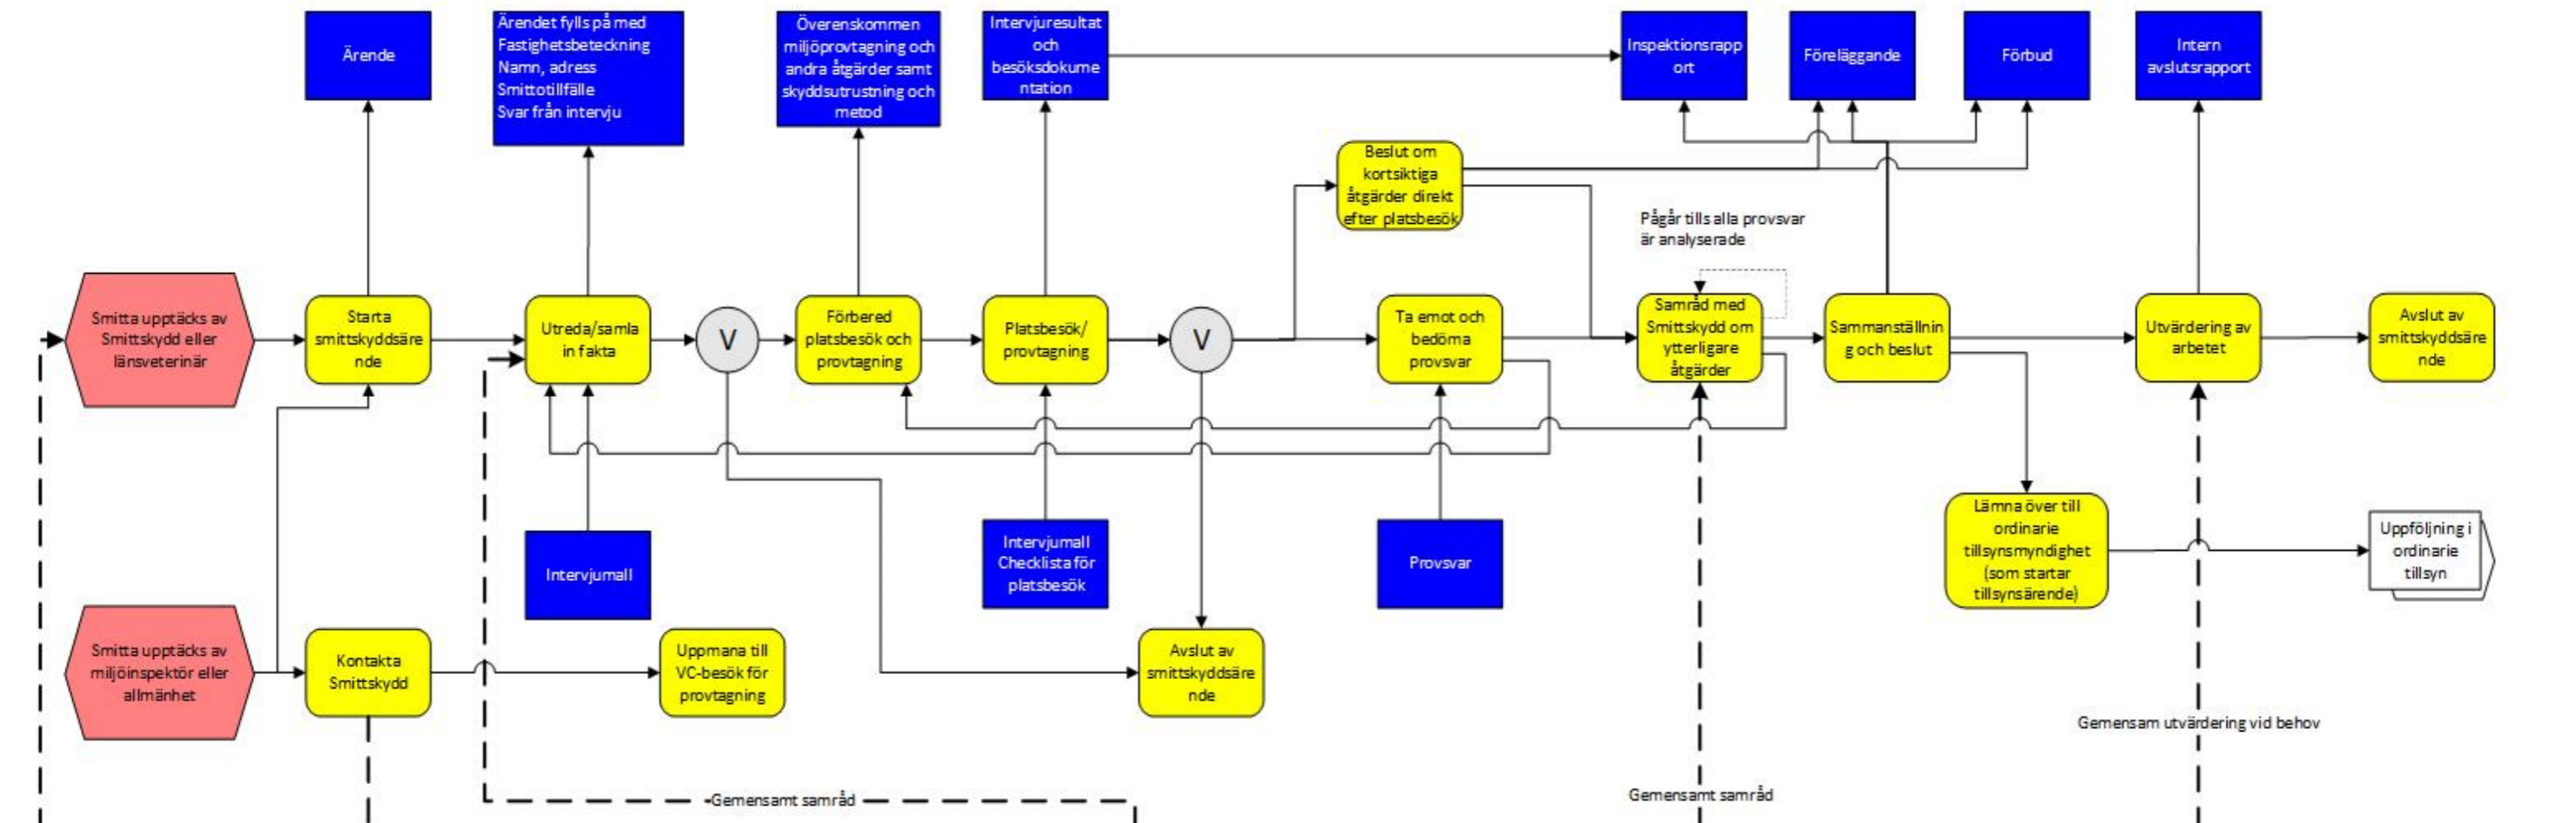 Ärende
Ärendet fylls på med
Fastighetsbeteckning
Namn, adress
Smittotillfälle
Svar från intervju
Överenskommen
miljöprovtagning och
andra åtgärder samt
skyddsutrustning och
metod
Intervjuresultat
och
besöksdokume
ntation
Inspektionsrapp
ort
Föreläggande
Förbud
Intern
avslutsrapport
Beslut om
kortsiktiga
åtgärder direkt
efter platsbesök
Pågår tills alla provsvar
är analyserade
Smitta upptäcks av
Smittskydd eller
länsveterinär
Starta
smittskyddsäre
nde
Utreda/samla
in fakta
V
Förbered
platsbesök och
provtagning
Platsbesök/
provtagning
V
Ta emot och
bedöma
provsvar
Samråd med
Smittskydd om
ytterligare
åtgärder
Sammanställnin
g och beslut
Utvärdering av
arbetet
Avslut av
smittskyddsäre
nde
Intervjumall
Intervjumall
Checklista för
platsbesök
Provsvar
Lämna över till
ordinarie
tillsynsmyndighet
(som startar
tillsynsärende)
Uppföljning i
ordinarie
tillsyn
Smitta upptäcks av
miljöinspektör eller
allmänhet
Kontakta
Smittskydd
Uppmana till
VC-besök för
provtagning
Avslut av
smittskyddsäre
nde
Gemensam utvärdering vid behov
Gemensamt samråd
Gemensamt samråd